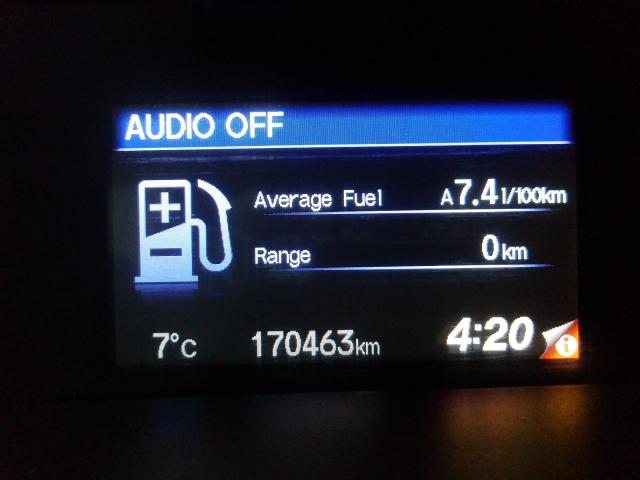 AUDIO OFF
Average Fuel A7.4l/100km
Range 0km
7°C 170463km 4:20 i